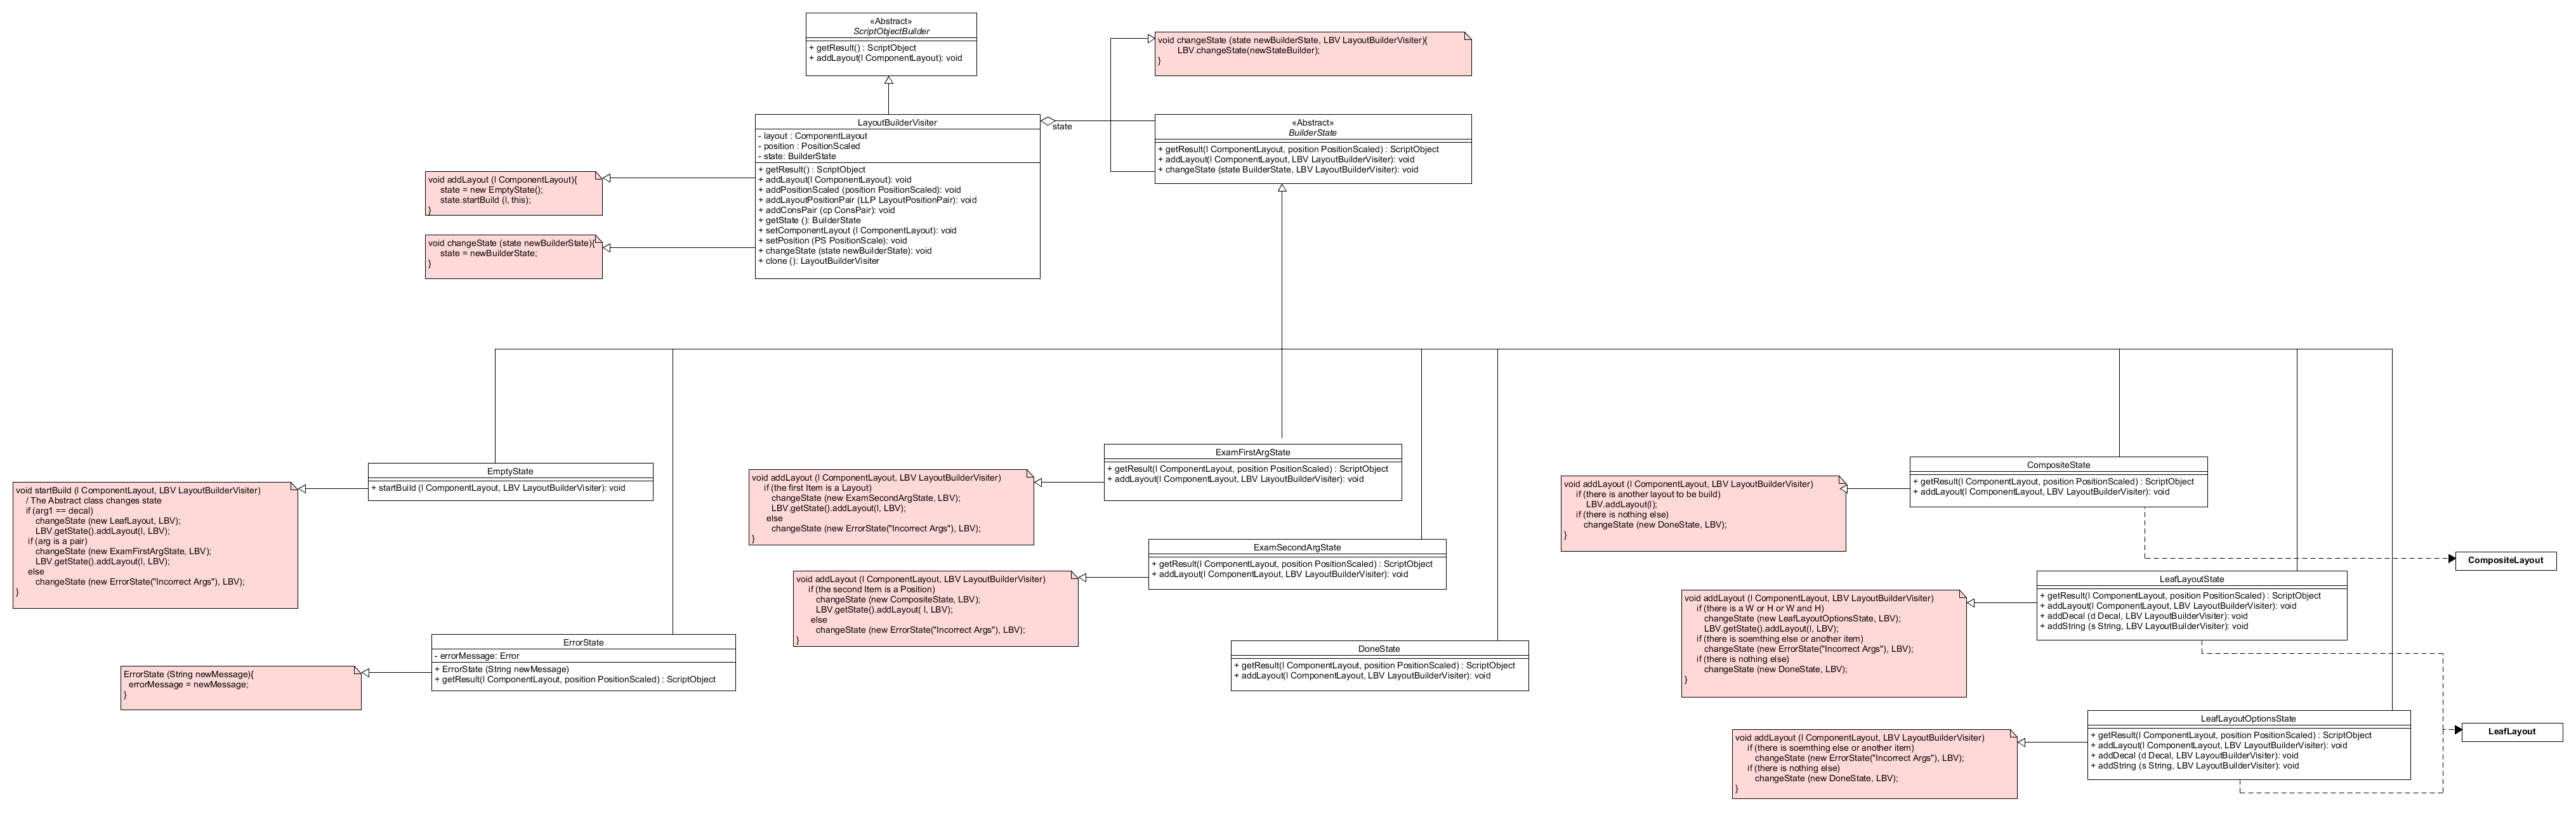 «Abstract»
ScriptObjectBuilder
+ getResult() : ScriptObject
+ addLayout(l ComponentLayout): void
void changeState (state newBuilderState, LBV LayoutBuilderVisiter){
LBV.changeState(newStateBuilder);
}
LayoutBuilderVisiter
- layout : ComponentLayout
- position : PositionScaled
- state: BuilderState
+ getResult() : ScriptObject
+ addLayout(l ComponentLayout): void
+ addPositionScaled (position PositionScaled): void
+ addLayoutPositionPair (LLP LayoutPositionPair): void
+ addConsPair (cp ConsPair): void
+ getState (): BuilderState
+ setComponentLayout (l ComponentLayout): void
+ setPosition (PS PositionScale): void
+ changeState (state newBuilderState): void
+ clone (): LayoutBuilderVisiter
state
«Abstract»
BuilderState
+ getResult(l ComponentLayout, position PositionScaled) : ScriptObject
+ addLayout(l ComponentLayout, LBV LayoutBuilderVisiter): void
+ changeState (state BuilderState, LBV LayoutBuilderVisiter): void
void addLayout (l ComponentLayout){
state = new EmptyState();
state.startBuild (l, this);
}
void changeState (state newBuilderState){
state = newBuilderState;
}
EmptyState
+ startBuild (l ComponentLayout, LBV LayoutBuilderVisiter): void
void startBuild (l ComponentLayout, LBV LayoutBuilderVisiter)
/ The Abstract class changes state
if (arg1 == decal)
changeState (new LeafLayout, LBV);
LBV.getState().addLayout(l, LBV);
if (arg is a pair)
changeState (new ExamFirstArgState, LBV);
LBV.getState().addLayout(l, LBV);
else
changeState (new ErrorState("Incorrect Args"), LBV);
}
ErrorState
- errorMessage: Error
+ ErrorState (String newMessage)
+ getResult(l ComponentLayout, position PositionScaled) : ScriptObject
ErrorState (String newMessage){
errorMessage = newMessage;
}
ExamFirstArgState
+ getResult(l ComponentLayout, position PositionScaled) : ScriptObject
+ addLayout(l ComponentLayout, LBV LayoutBuilderVisiter): void
void addLayout (l ComponentLayout, LBV LayoutBuilderVisiter)
if (the first Item is a Layout)
changeState (new ExamSecondArgState, LBV);
LBV.getState().addLayout(l, LBV);
else
changeState (new ErrorState("Incorrect Args"), LBV);
}
ExamSecondArgState
+ getResult(l ComponentLayout, position PositionScaled) : ScriptObject
+ addLayout(l ComponentLayout, LBV LayoutBuilderVisiter): void
void addLayout (l ComponentLayout, LBV LayoutBuilderVisiter)
if (the second Item is a Position)
changeState (new CompositeState, LBV);
LBV.getState().addLayout( l, LBV);
else
changeState (new ErrorState("Incorrect Args"), LBV);
}
DoneState
+ getResult(l ComponentLayout, position PositionScaled) : ScriptObject
+ addLayout(l ComponentLayout, LBV LayoutBuilderVisiter): void
CompositeState
+ getResult(l ComponentLayout, position PositionScaled) : ScriptObject
+ addLayout(l ComponentLayout, LBV LayoutBuilderVisiter): void
void addLayout (l ComponentLayout, LBV LayoutBuilderVisiter)
if (there is another layout to be build)
LBV.addLayout(l);
if (there is nothing else)
changeState (new DoneState, LBV);
}
CompositeLayout
LeafLayoutState
+ getResult(l ComponentLayout, position PositionScaled) : ScriptObject
+ addLayout(l ComponentLayout, LBV LayoutBuilderVisiter): void
+ addDecal (d Decal, LBV LayoutBuilderVisiter): void
+ addString (s String, LBV LayoutBuilderVisiter): void
void addLayout (l ComponentLayout, LBV LayoutBuilderVisiter)
if (there is a W or H or W and H)
changeState (new LeafLayoutOptionsState, LBV);
LBV.getState().addLayout(l, LBV);
if (there is soemthing else or another item)
changeState (new ErrorState("Incorrect Args"), LBV);
if (there is nothing else)
changeState (new DoneState, LBV);
}
LeafLayoutOptionsState
+ getResult(l ComponentLayout, position PositionScaled) : ScriptObject
+ addLayout(l ComponentLayout, LBV LayoutBuilderVisiter): void
+ addDecal (d Decal, LBV LayoutBuilderVisiter): void
+ addString (s String, LBV LayoutBuilderVisiter): void
void addLayout (l ComponentLayout, LBV LayoutBuilderVisiter)
if (there is soemthing else or another item)
changeState (new ErrorState("Incorrect Args"), LBV);
if (there is nothing else)
changeState (new DoneState, LBV);
}
LeafLayout